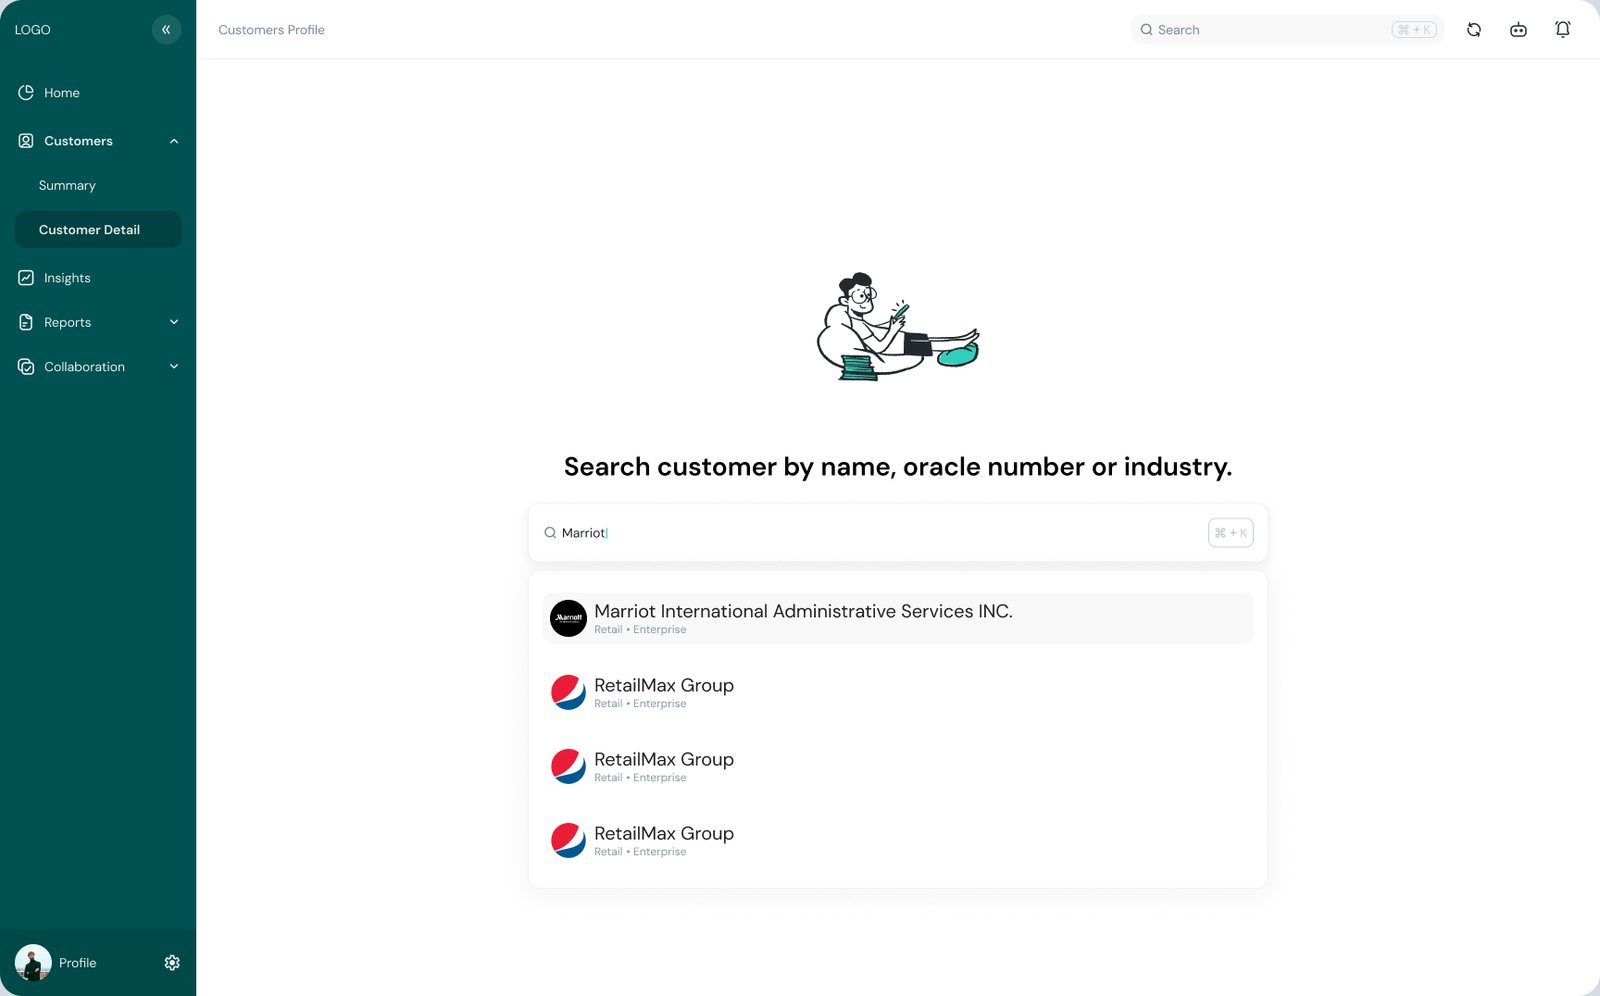 LOGO
Customers Profile
Search
⌘ + K
Home
Customers
Summary
Customer Detail
Insights
Reports
Collaboration
Search customer by name, oracle number or industry.
Marriot
⌘ + K
Marriott
Marriot International Administrative Services INC.
Retail • Enterprise
RetailMax Group
Retail • Enterprise
RetailMax Group
Retail • Enterprise
RetailMax Group
Retail • Enterprise
Profile